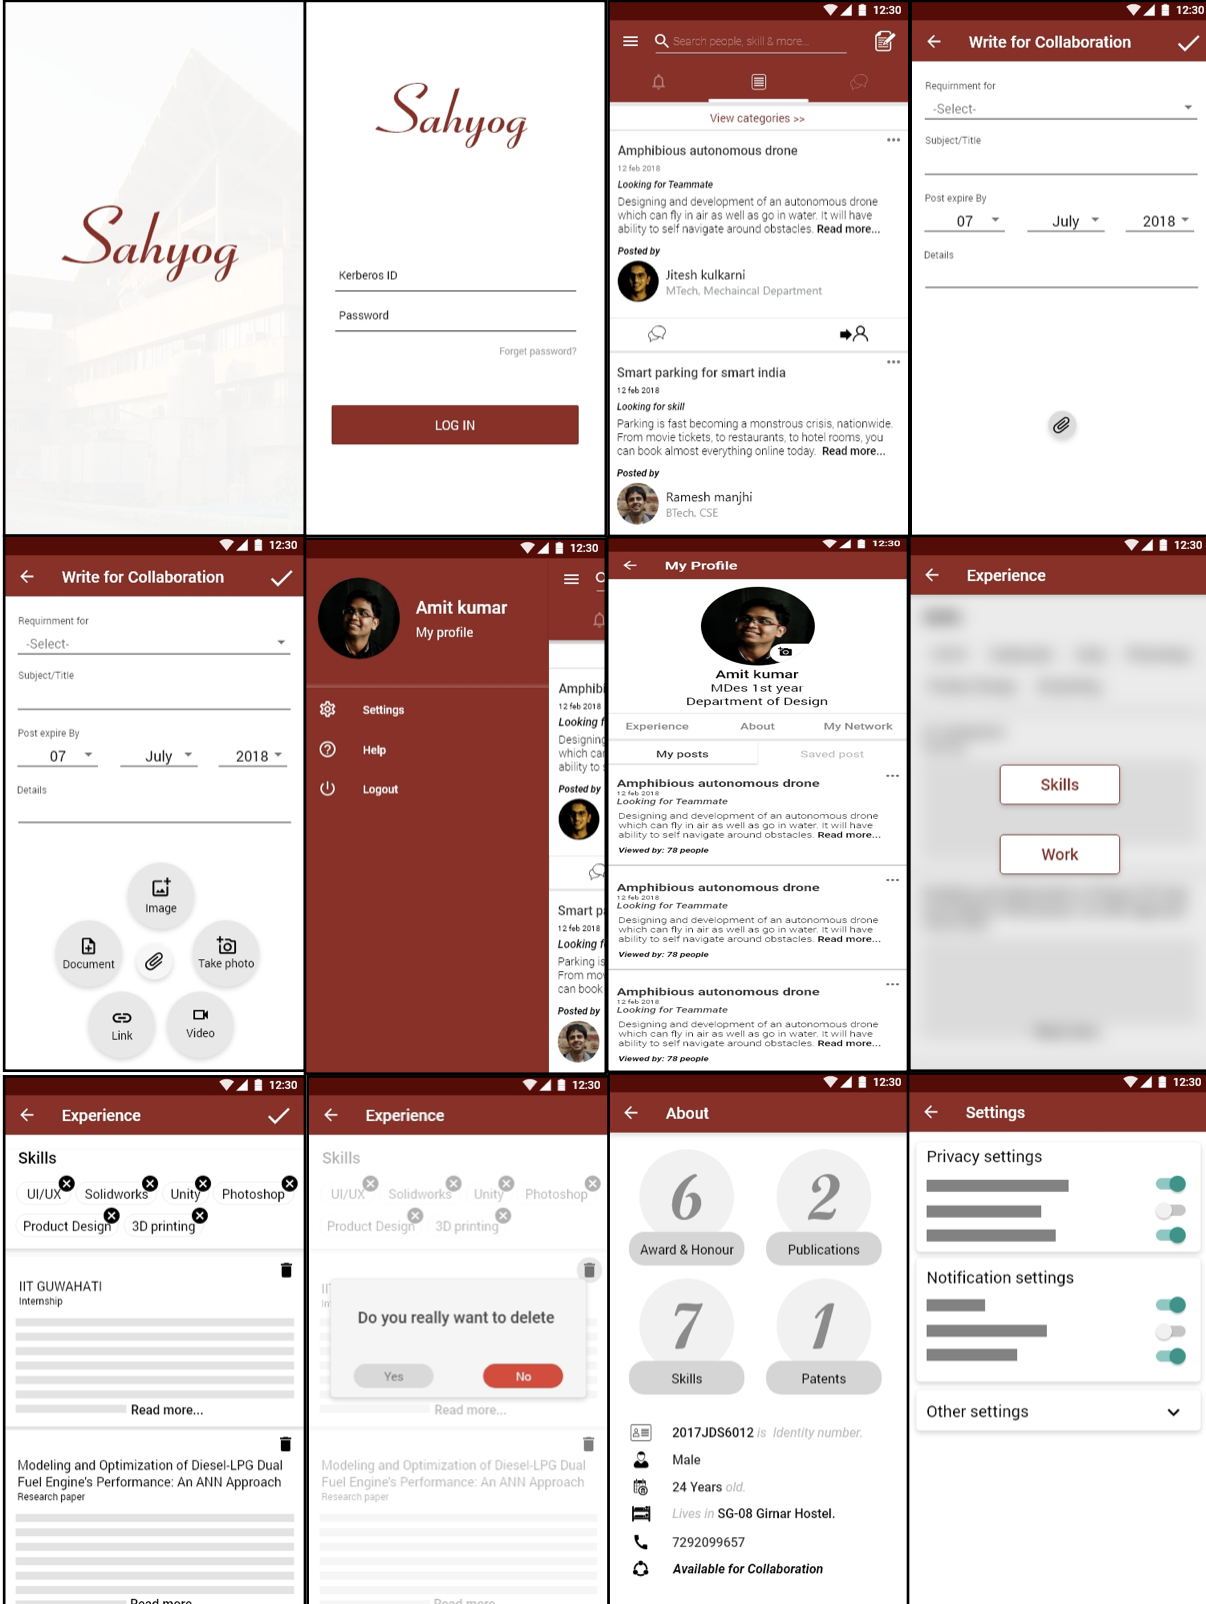 Sahyog
Sahyog
Kerberos ID
Password
Forget password?
LOG IN
12:30
Search people, skill & more...
View categories >>
Amphibious autonomous drone
12 feb 2018
Looking for Teammate
Designing and development of an autonomous drone
which can fly in air as well as go in water. It will have
ability to self navigate around obstacles. Read more...
Posted by
Jitesh kulkarni
MTech, Mechaincal Department
Smart parking for smart india
12 feb 2018
Looking for skill
Parking is fast becoming a monstrous crisis, nationwide.
From movie tickets, to restaurants, to hotel rooms, you
can book almost everything online today. Read more...
Posted by
Ramesh manjhi
BTech, CSE
12:30
Write for Collaboration
Requirnment for
-Select-
Subject/Title
Post expire By
07 July 2018
Details
12:30
Write for Collaboration
Requirnment for
-Select-
Subject/Title
Post expire By
07 July 2018
Details
Image
Document
Take photo
Link
Video
12:30
Amit kumar
My profile
Settings
Help
Logout
Amphibi
12 feb 2018
Looking f
Designing
which ca
ability to s
Posted by
Smart pa
12 feb 2018
Looking f
Parking is
From mo
can book
Posted by
12:30
My Profile
Amit kumar
MDes 1st year
Department of Design
Experience About My Network
My posts Saved post
Amphibious autonomous drone
12 feb 2018
Looking for Teammate
Designing and development of an autonomous drone
which can fly in air as well as go in water. It will have
ability to self navigate around obstacles. Read more...
Viewed by: 78 people
Amphibious autonomous drone
12 feb 2018
Looking for Teammate
Designing and development of an autonomous drone
which can fly in air as well as go in water. It will have
ability to self navigate around obstacles. Read more...
Viewed by: 78 people
Amphibious autonomous drone
12 feb 2018
Looking for Teammate
Designing and development of an autonomous drone
which can fly in air as well as go in water. It will have
ability to self navigate around obstacles. Read more...
Viewed by: 78 people
12:30
Experience
Skills
Work
12:30
Experience
Skills
UI/UX Solidworks Unity Photoshop
Product Design 3D printing
IIT GUWAHATI
Internship
Read more...
Modeling and Optimization of Diesel-LPG Dual
Fuel Engine's Performance: An ANN Approach
Research paper
Read more
12:30
Experience
Skills
UI/UX Solidworks Unity Photoshop
Product Design 3D printing
Do you really want to delete
Yes No
Read more...
Modeling and Optimization of Diesel-LPG Dual
Fuel Engine's Performance: An ANN Approach
Research paper
Read more
12:30
About
6
Award & Honour
2
Publications
7
Skills
1
Patents
2017JDS6012 is Identity number.
Male
24 Years old.
Lives in SG-08 Girnar Hostel.
7292099657
Available for Collaboration
12:30
Settings
Privacy settings
Notification settings
Other settings